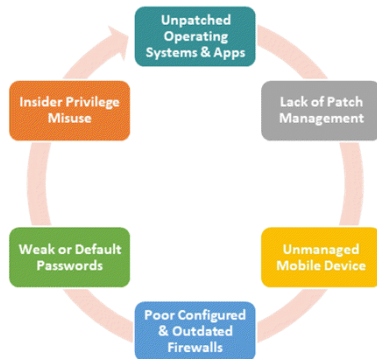 Unpatched
Operating
Systems & Apps
Lack of Patch
Management
Unmanaged
Mobile Device
Poor Configured
& Outdated
Firewalls
Weak or Default
Passwords
Insider Privilege
Misuse